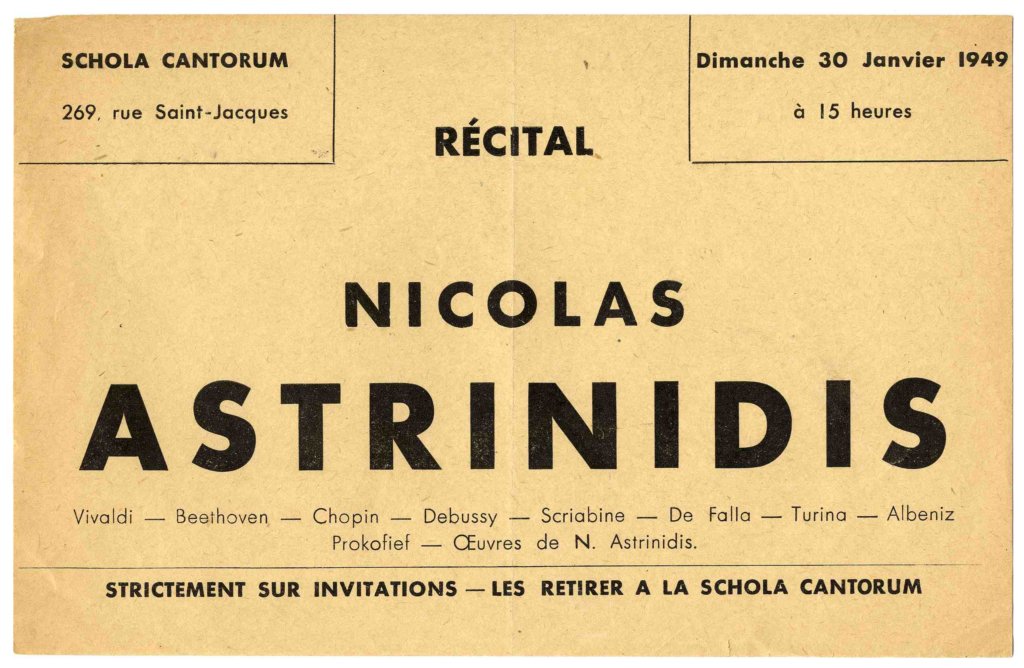 SCHOLA CANTORUM
269, rue Saint-Jacques
Dimanche 30 Janvier 1949
à 15 heures
RÉCITAL
NICOLAS
ASTRINIDIS
Vivaldi — Beethoven — Chopin — Debussy — Scriabine — De Falla — Turina — Albeniz
Prokofief — Œuvres de N. Astrinidis.
STRICTEMENT SUR INVITATIONS — LES RETIRER A LA SCHOLA CANTORUM